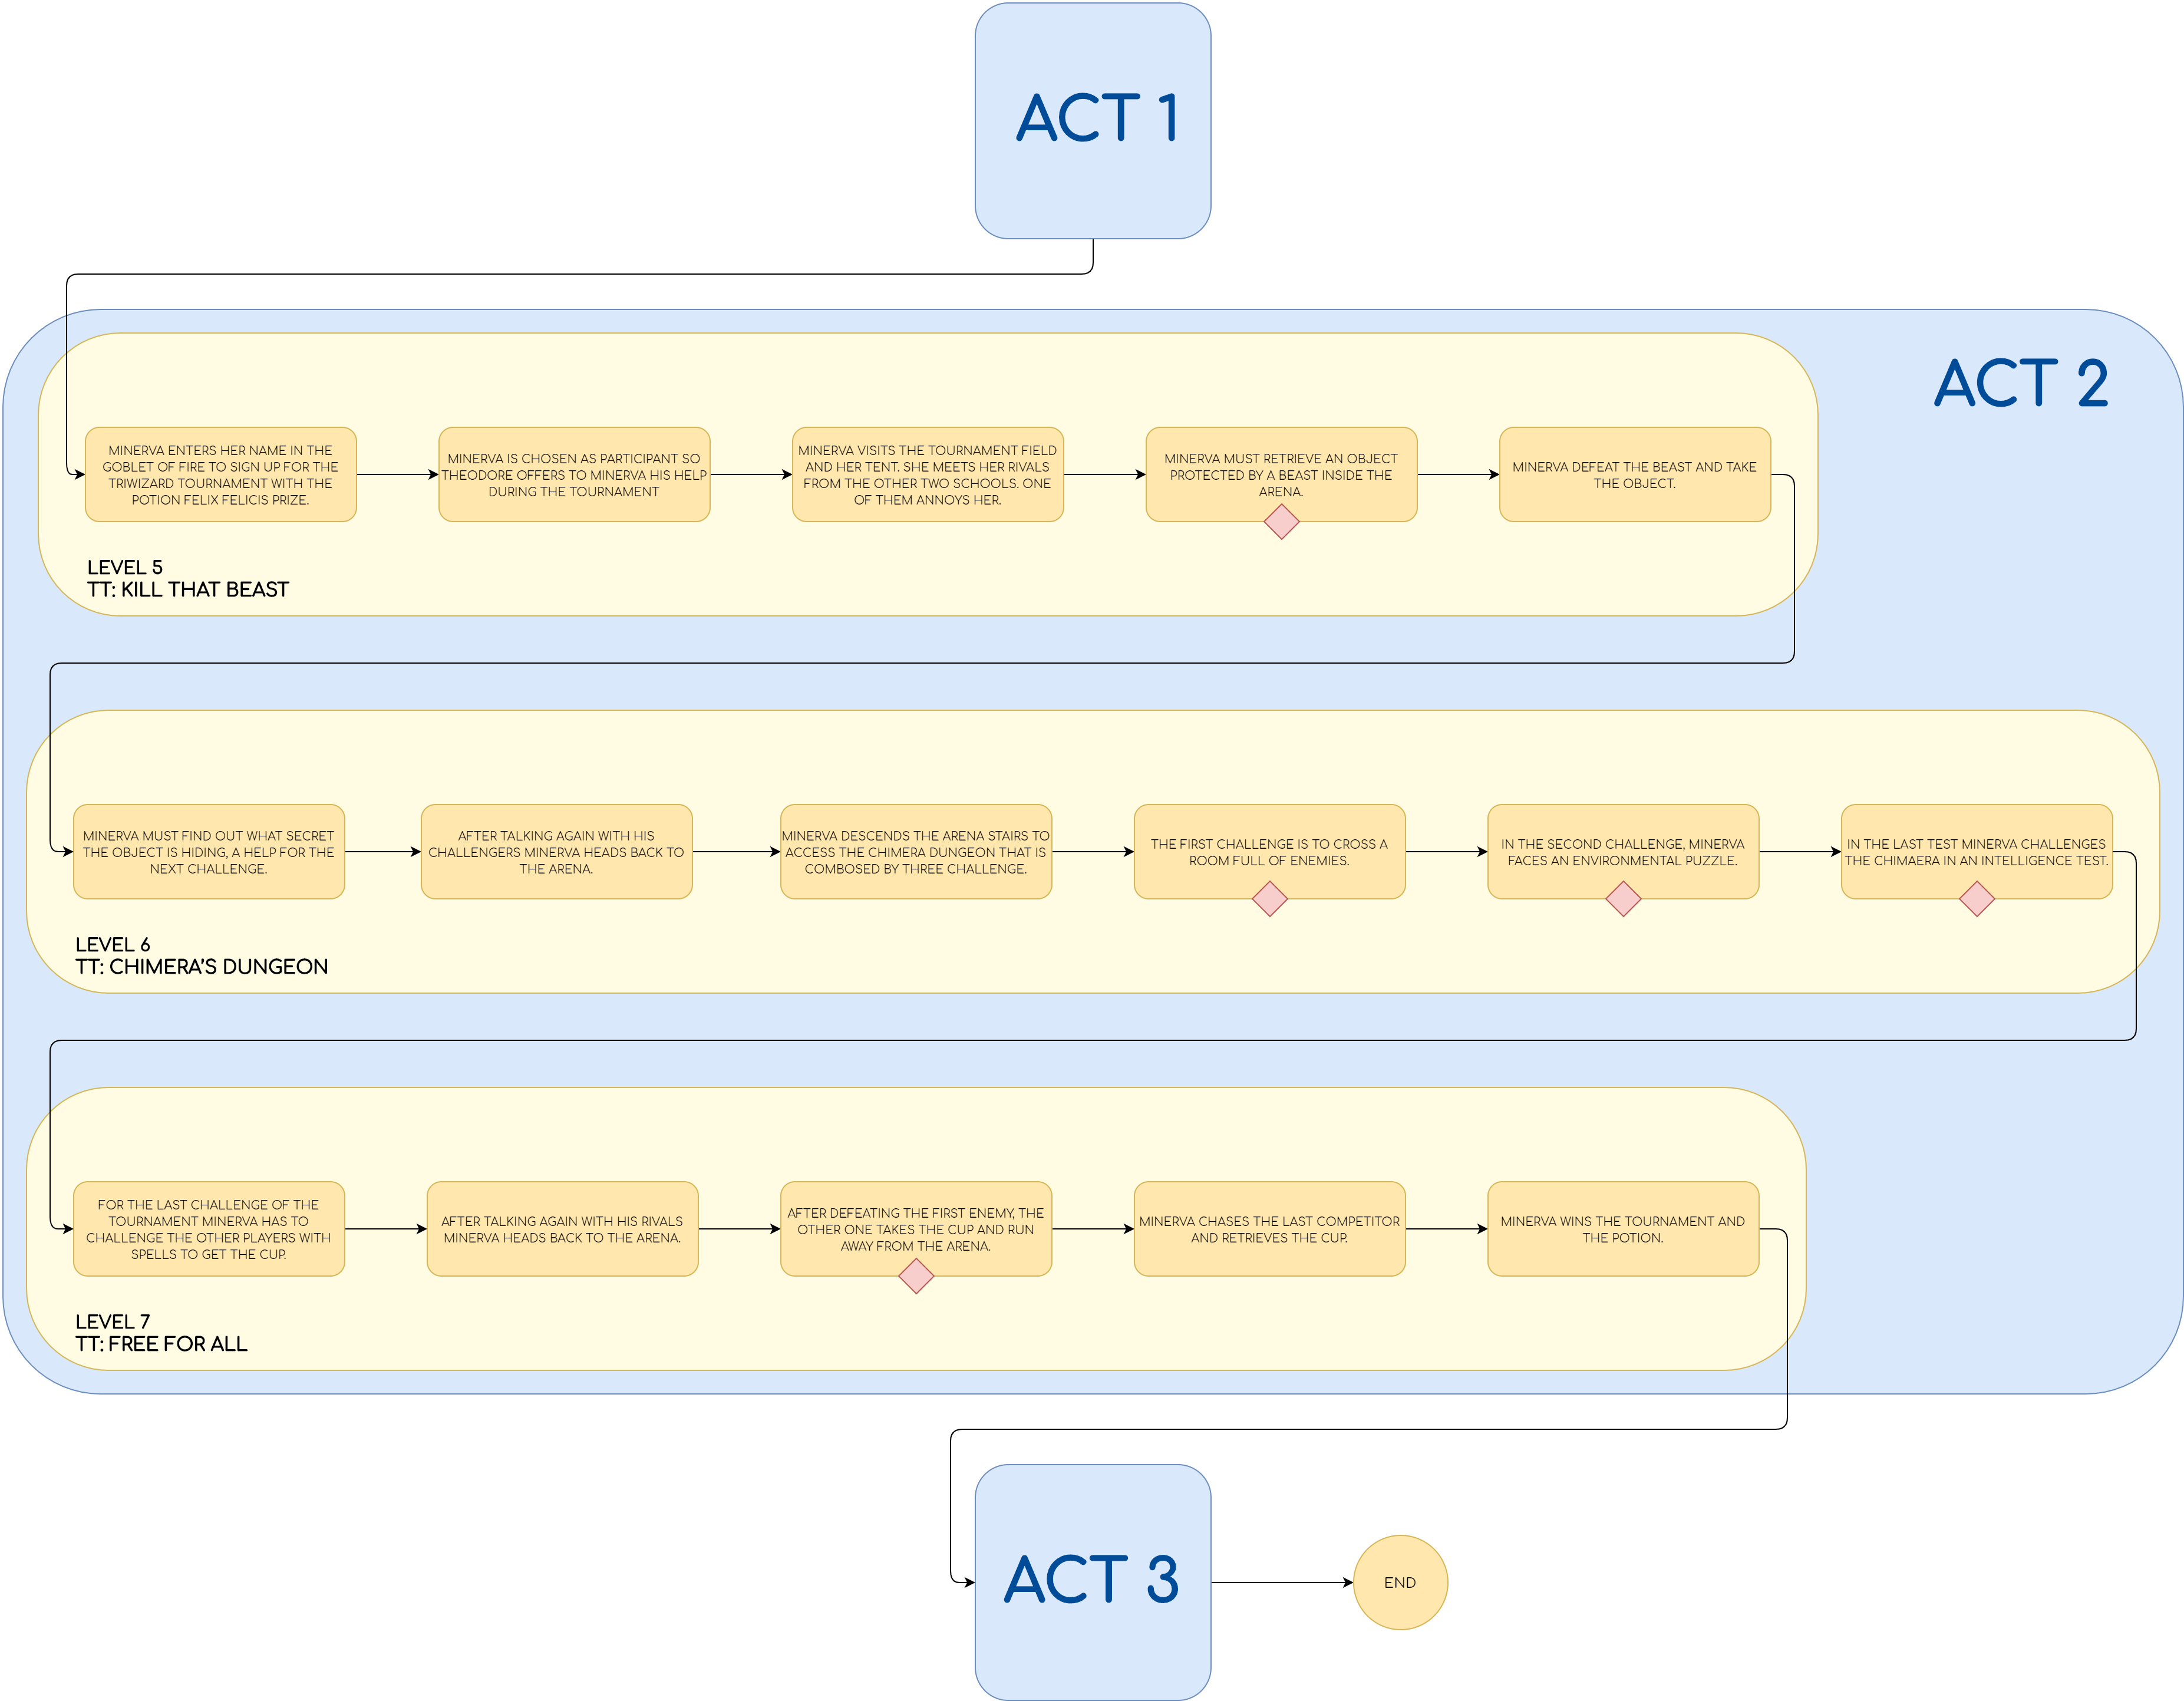 ACT 1
ACT 2
MINERVA ENTERS HER NAME IN THE
GOBLET OF FIRE TO SIGN UP FOR THE
TRIWIZARD TOURNAMENT WITH THE
POTION FELIX FELICIS PRIZE.
MINERVA IS CHOSEN AS PARTICIPANT SO
THEODORE OFFERS TO MINERVA HIS HELP
DURING THE TOURNAMENT
MINERVA VISITS THE TOURNAMENT FIELD
AND HER TENT. SHE MEETS HER RIVALS
FROM THE OTHER TWO SCHOOLS. ONE
OF THEM ANNOYS HER.
MINERVA MUST RETRIEVE AN OBJECT
PROTECTED BY A BEAST INSIDE THE
ARENA.
MINERVA DEFEAT THE BEAST AND TAKE
THE OBJECT.
LEVEL 5
TT: KILL THAT BEAST
MINERVA MUST FIND OUT WHAT SECRET
THE OBJECT IS HIDING, A HELP FOR THE
NEXT CHALLENGE.
AFTER TALKING AGAIN WITH HIS
CHALLENGERS MINERVA HEADS BACK TO
THE ARENA.
MINERVA DESCENDS THE ARENA STAIRS TO
ACCESS THE CHIMERA DUNGEON THAT IS
COMBOSED BY THREE CHALLENGE.
THE FIRST CHALLENGE IS TO CROSS A
ROOM FULL OF ENEMIES.
IN THE SECOND CHALLENGE, MINERVA
FACES AN ENVIRONMENTAL PUZZLE.
IN THE LAST TEST MINERVA CHALLENGES
THE CHIMAERA IN AN INTELLIGENCE TEST.
LEVEL 6
TT: CHIMERA'S DUNGEON
FOR THE LAST CHALLENGE OF THE
TOURNAMENT MINERVA HAS TO
CHALLENGE THE OTHER PLAYERS WITH
SPELLS TO GET THE CUP.
AFTER TALKING AGAIN WITH HIS RIVALS
MINERVA HEADS BACK TO THE ARENA.
AFTER DEFEATING THE FIRST ENEMY, THE
OTHER ONE TAKES THE CUP AND RUN
AWAY FROM THE ARENA.
MINERVA CHASES THE LAST COMPETITOR
AND RETRIEVES THE CUP.
MINERVA WINS THE TOURNAMENT AND
THE POTION.
LEVEL 7
TT: FREE FOR ALL
ACT 3
END